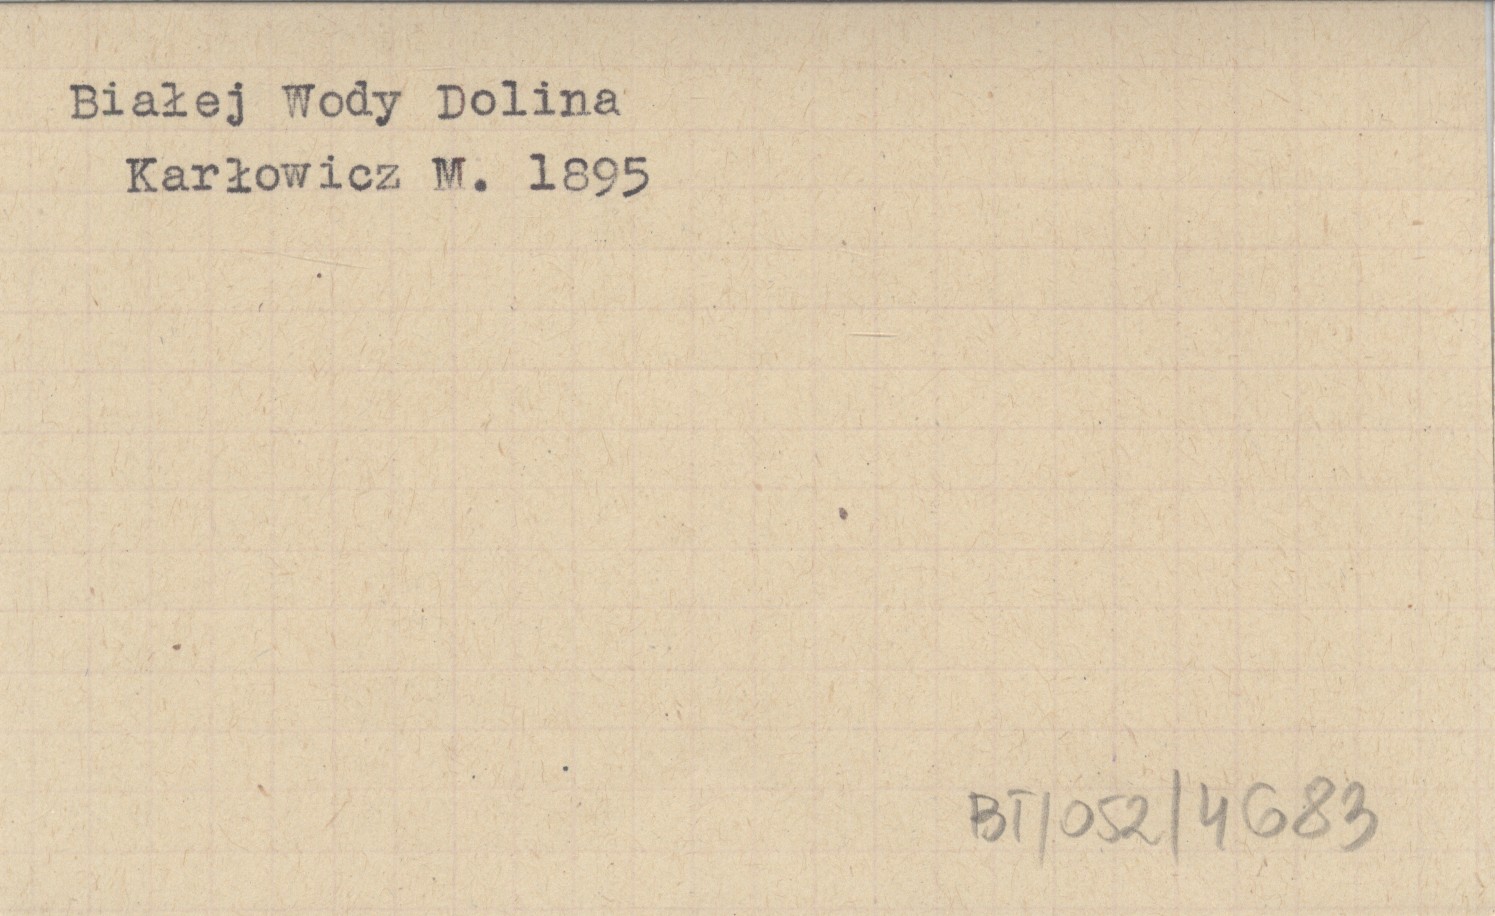 Białej Wody Dolina
Karłowicz M. 1895
BT/052/4683